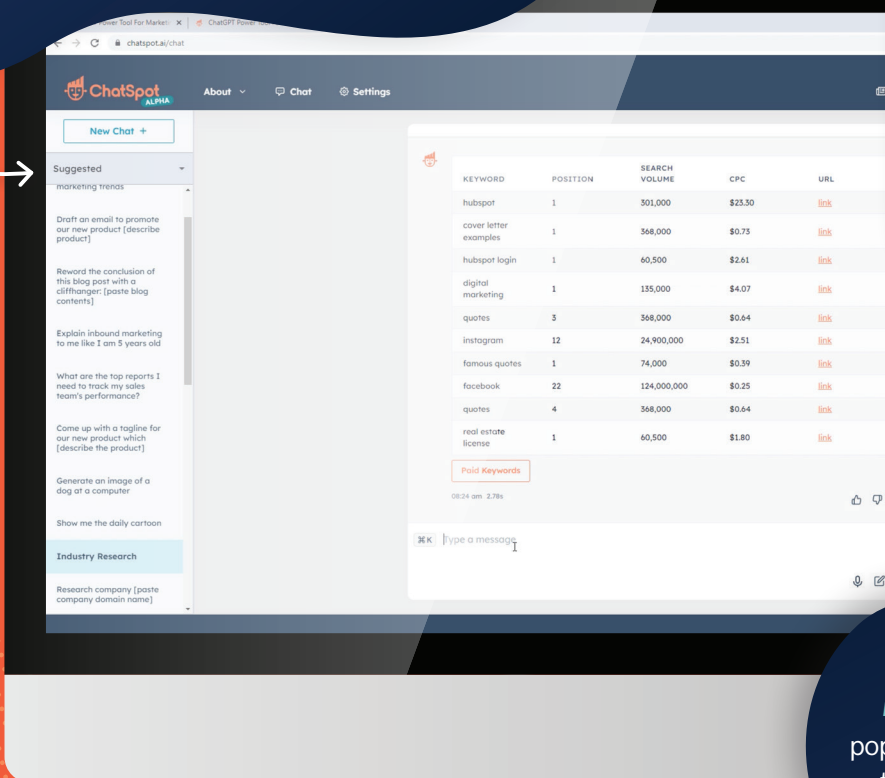 Power Tool For Market
ChatGPT Power Tool
chatspot.ai/chat
ChatSpot
ALPHA
About
Chat
Settings
New Chat +
Suggested
marketing trends
Draft an email to promote
our new product [describe
product]
Reword the conclusion of
this blog post with a
cliffhanger: [paste blog
contents]
Explain inbound marketing
to me like I am 5 years old
What are the top reports I
need to track my sales
team's performance?
Come up with a tagline for
our new product which
[describe the product]
Generate an image of a
dog at a computer
Show me the daily cartoon
Industry Research
Research company [paste
company domain name]
KEYWORD POSITION SEARCH VOLUME CPC URL
hubspot 1 301,000 $23.30 link
cover letter examples 1 368,000 $0.73 link
hubspot login 1 60,500 $2.61 link
digital marketing 1 135,000 $4.07 link
quotes 3 368,000 $0.64 link
instagram 12 24,900,000 $2.51 link
famous quotes 1 74,000 $0.39 link
facebook 22 124,000,000 $0.25 link
quotes 4 368,000 $0.64 link
real estate license 1 60,500 $1.80 link
Paid Keywords
08:24 am 2.78s
⌘K Type a message
pop